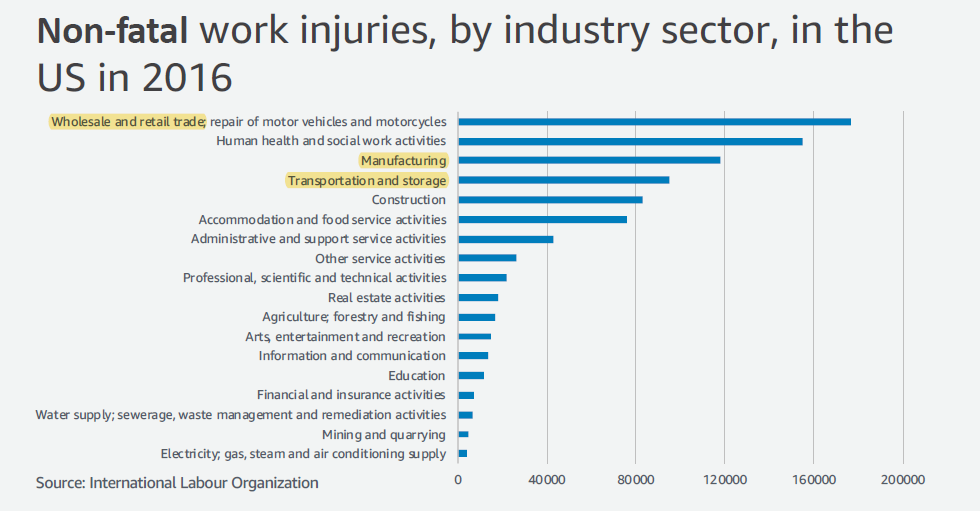 Non-fatal work injuries, by industry sector, in the
US in 2016
Wholesale and retail trade; repair of motor vehicles and motorcycles
Human health and social work activities
Manufacturing
Transportation and storage
Construction
Accommodation and food service activities
Administrative and support service activities
Other service activities
Professional, scientific and technical activities
Real estate activities
Agriculture; forestry and fishing
Arts, entertainment and recreation
Information and communication
Education
Financial and insurance activities
Water supply; sewerage, waste management and remediation activities
Mining and quarrying
Electricity; gas, steam and air conditioning supply
0 40000 80000 120000 160000 200000
Source: International Labour Organization